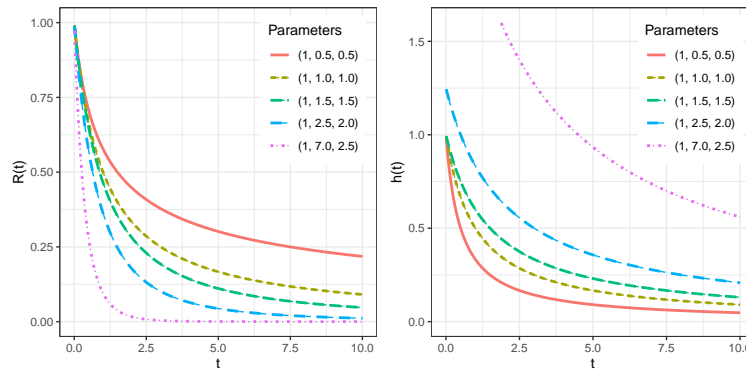 R(t)
1.00
0.75
0.50
0.25
0.00
0.0
2.5
5.0
7.5
10.0
t
Parameters
(1, 0.5, 0.5)
(1, 1.0, 1.0)
(1, 1.5, 1.5)
(1, 2.5, 2.0)
(1, 7.0, 2.5)
h(t)
1.5
1.0
0.5
0.0
0.0
2.5
5.0
7.5
10.0
t
Parameters
(1, 0.5, 0.5)
(1, 1.0, 1.0)
(1, 1.5, 1.5)
(1, 2.5, 2.0)
(1, 7.0, 2.5)